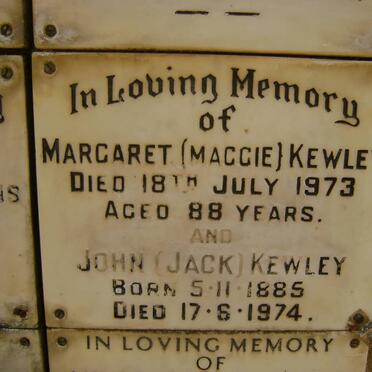 In Loving Memory
of
MARGARET (MAGGIE) KEWLEY
DIED 18TH JULY 1973
AGED 88 YEARS.
AND
JOHN (JACK) KEWLEY
BORN 5·11·1885
DIED 17·6·1974.
IN LOVING MEMORY
OF